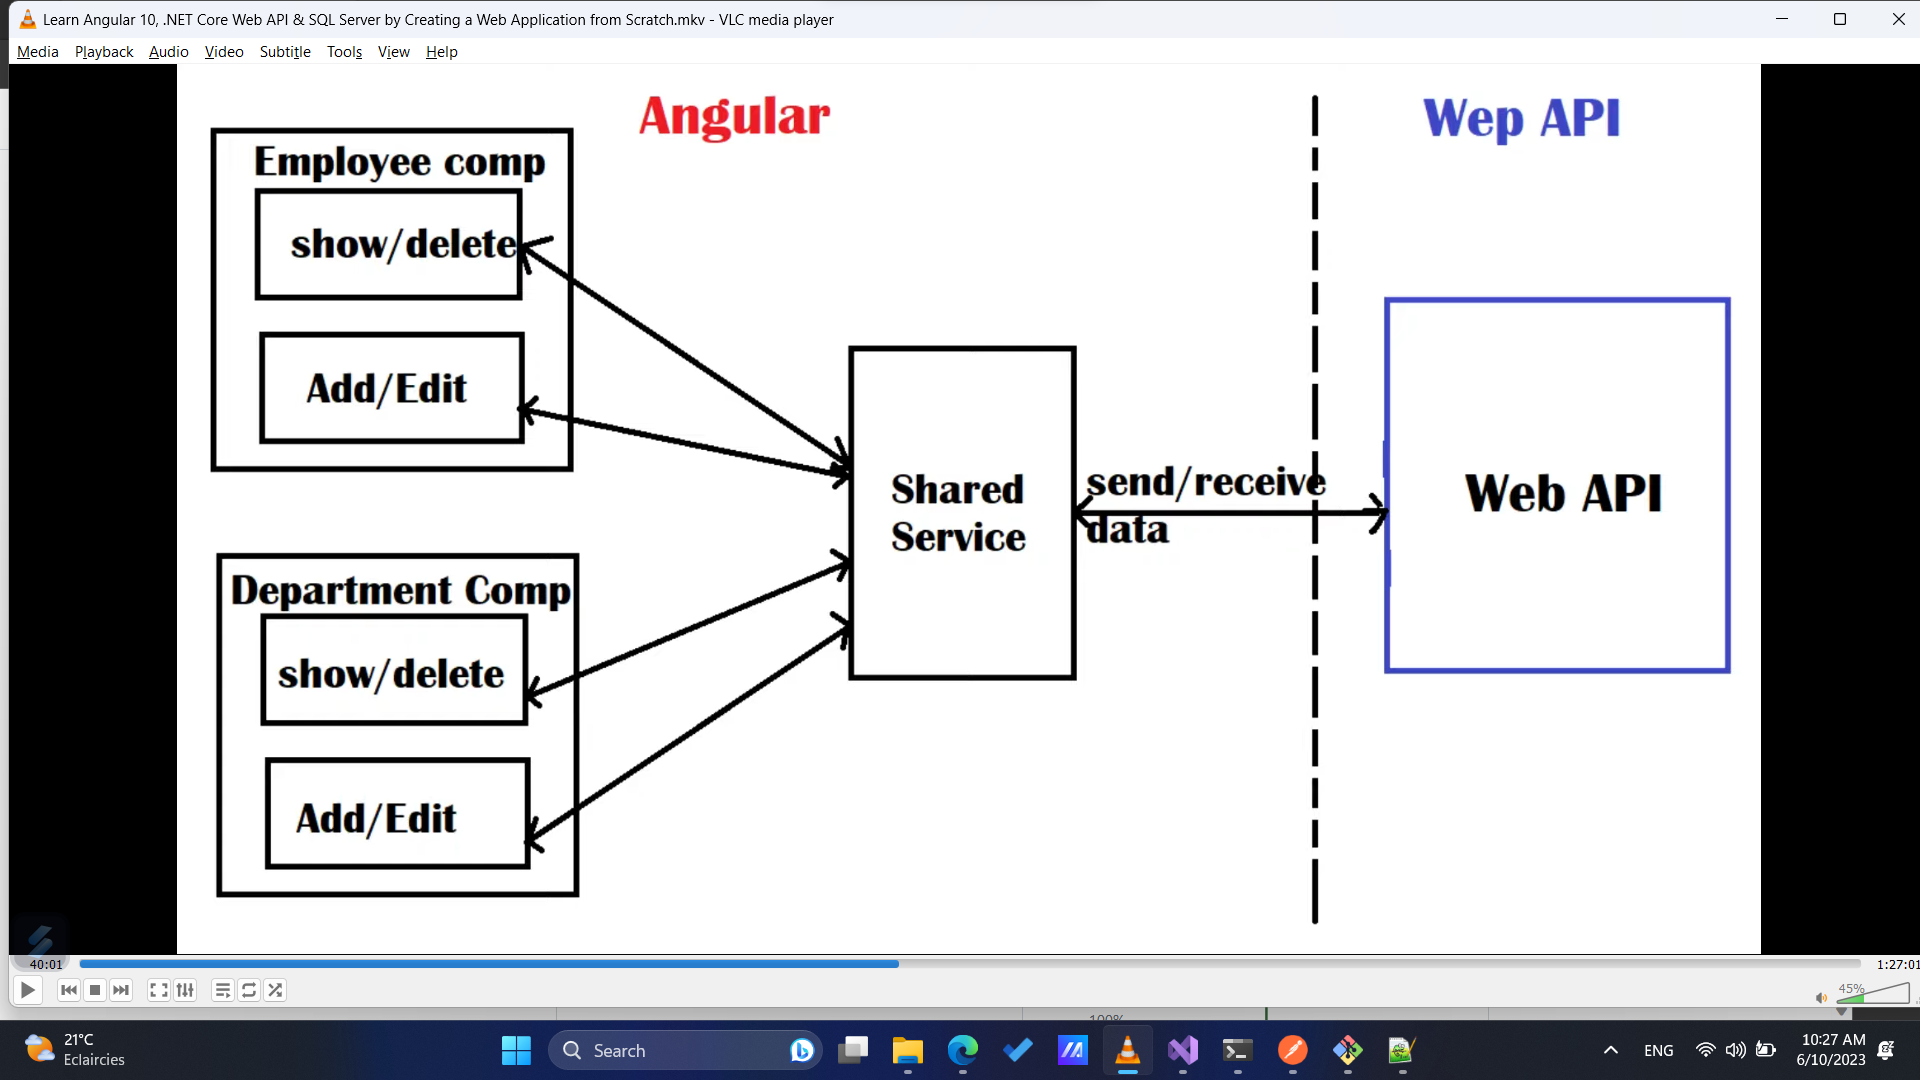 Learn Angular 10, .NET Core Web API & SQL Server by Creating a Web Application from Scratch.mkv - VLC media player
Media Playback Audio Video Subtitle Tools View Help
Angular
Wep API
Employee comp
show/delete
Add/Edit
Shared
Service
send/receive
data
Web API
Department Comp
show/delete
Add/Edit
40:01
1:27:01
45%
100%
21°C
Eclaircies
Search
ENG
10:27 AM
6/10/2023